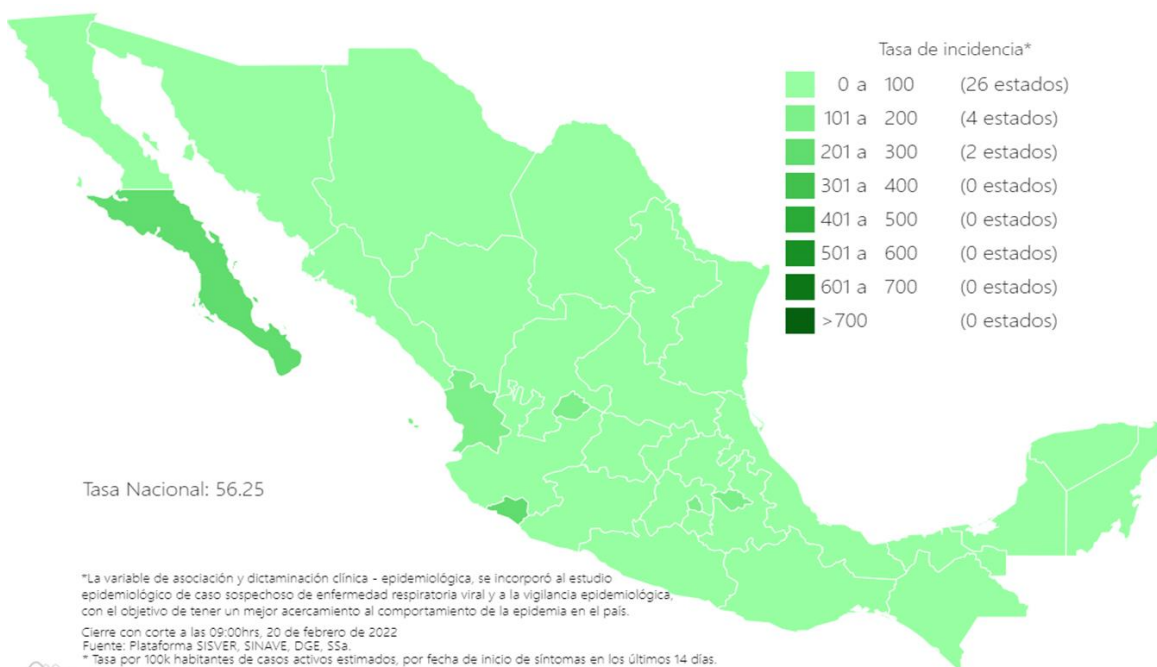 Tasa de incidencia*
0 a 100 (26 estados)
101 a 200 (4 estados)
201 a 300 (2 estados)
301 a 400 (0 estados)
401 a 500 (0 estados)
501 a 600 (0 estados)
601 a 700 (0 estados)
>700 (0 estados)
Tasa Nacional: 56.25
*La variable de asociación y dictaminación clínica - epidemiológica, se incorporó al estudio
epidemiológico de caso sospechoso de enfermedad respiratoria viral y a la vigilancia epidemiológica,
con el objetivo de tener un mejor acercamiento al comportamiento de la epidemia en el país.
Cierre con corte a las 09:00hrs, 20 de febrero de 2022
Fuente: Plataforma SISVER, SINAVE, DGE, SSa.
* Tasa por 100k habitantes de casos activos estimados, por fecha de inicio de síntomas en los últimos 14 días.